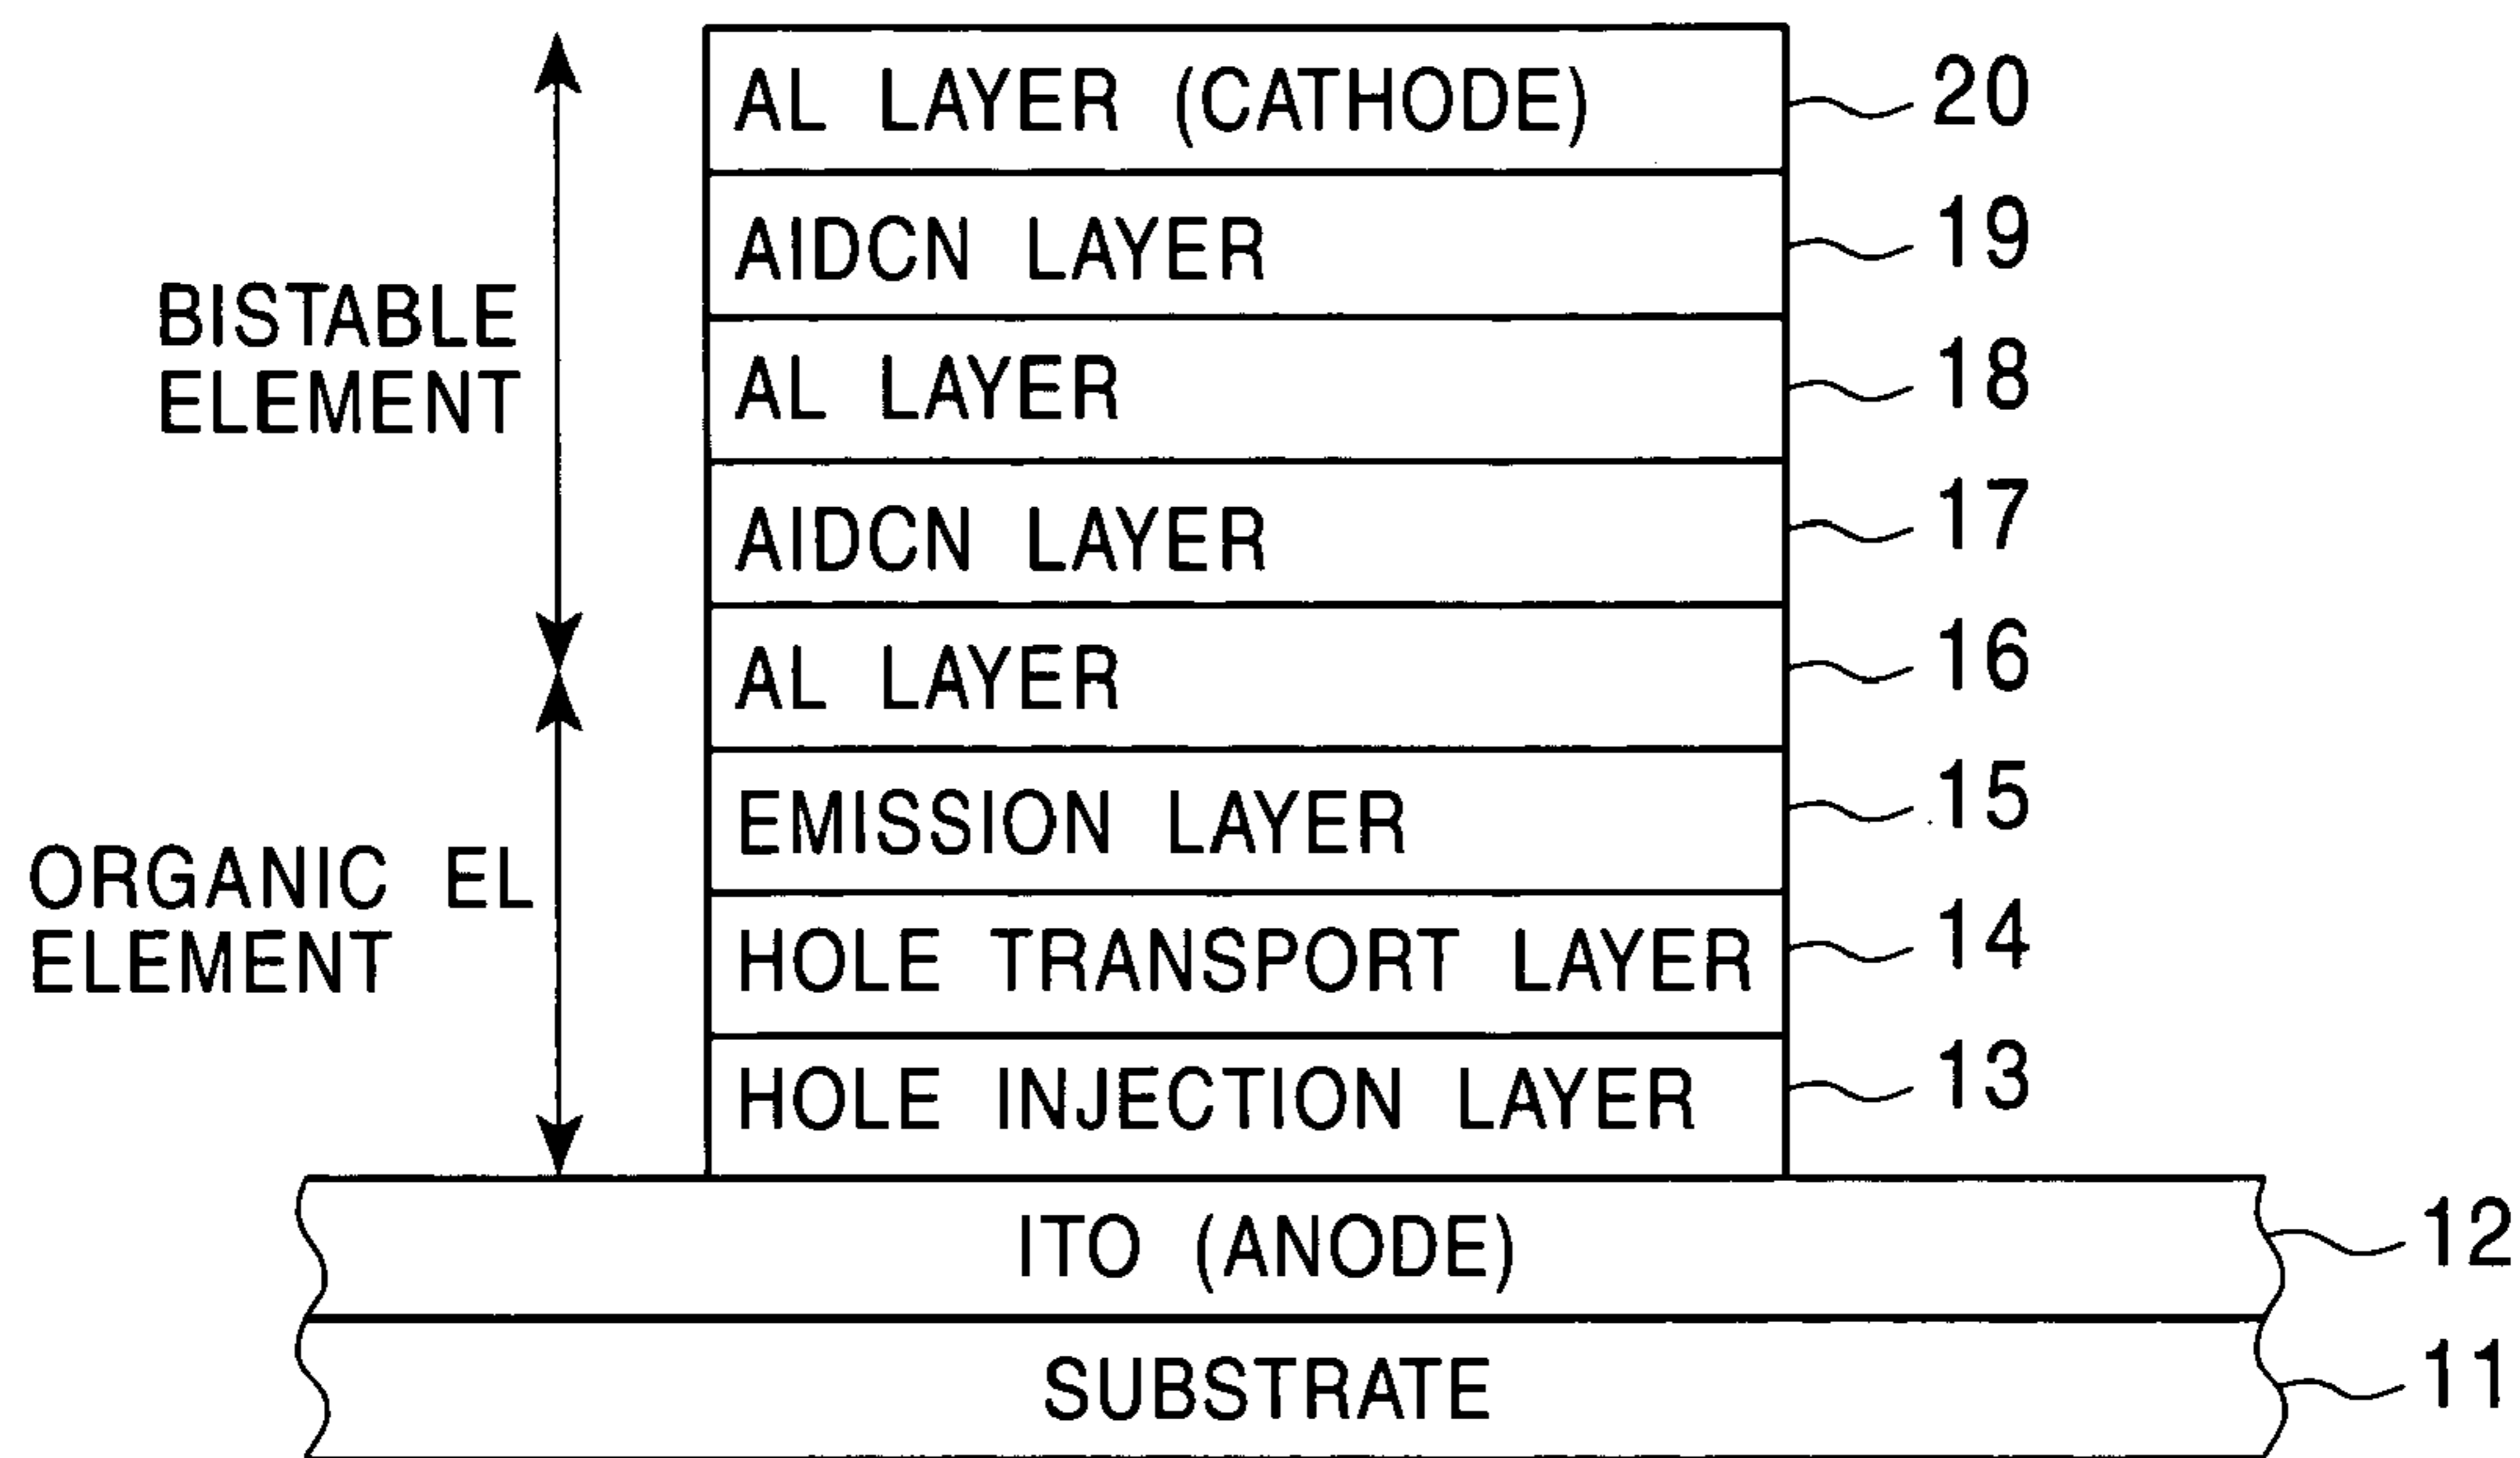 AL LAYER (CATHODE) 20
AIDCN LAYER 19
BISTABLE
ELEMENT
AL LAYER 18
AIDCN LAYER 17
AL LAYER 16
EMISSION LAYER 15
ORGANIC EL
ELEMENT
HOLE TRANSPORT LAYER 14
HOLE INJECTION LAYER 13
ITO (ANODE) 12
SUBSTRATE 11